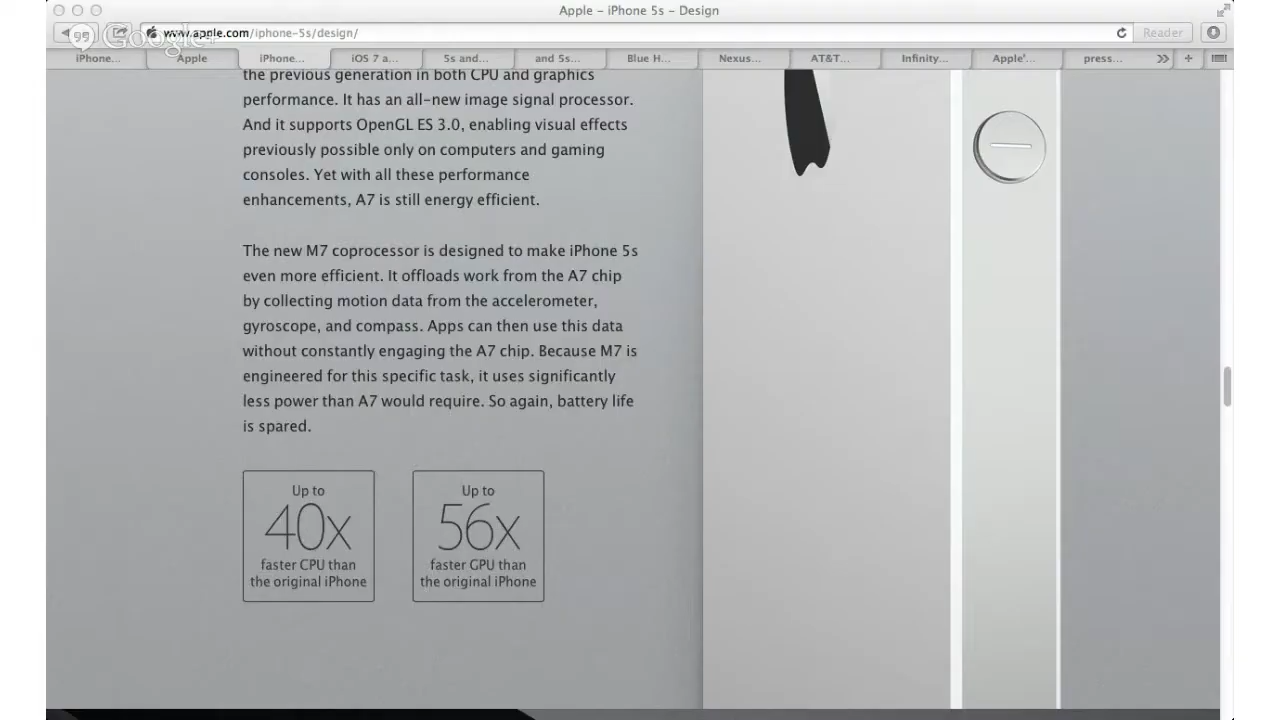 Apple – iPhone 5s – Design
www.apple.com/iphone-5s/design/
Reader
Google+
iPhone... Apple iPhone... iOS 7 a... 5s and... and 5s... Blue H... Nexus... AT&T... Infinity... Apple'... press...
the previous generation in both CPU and graphics
performance. It has an all-new image signal processor.
And it supports OpenGL ES 3.0, enabling visual effects
previously possible only on computers and gaming
consoles. Yet with all these performance
enhancements, A7 is still energy efficient.
The new M7 coprocessor is designed to make iPhone 5s
even more efficient. It offloads work from the A7 chip
by collecting motion data from the accelerometer,
gyroscope, and compass. Apps can then use this data
without constantly engaging the A7 chip. Because M7 is
engineered for this specific task, it uses significantly
less power than A7 would require. So again, battery life
is spared.
Up to
40x
faster CPU than
the original iPhone
Up to
56x
faster GPU than
the original iPhone